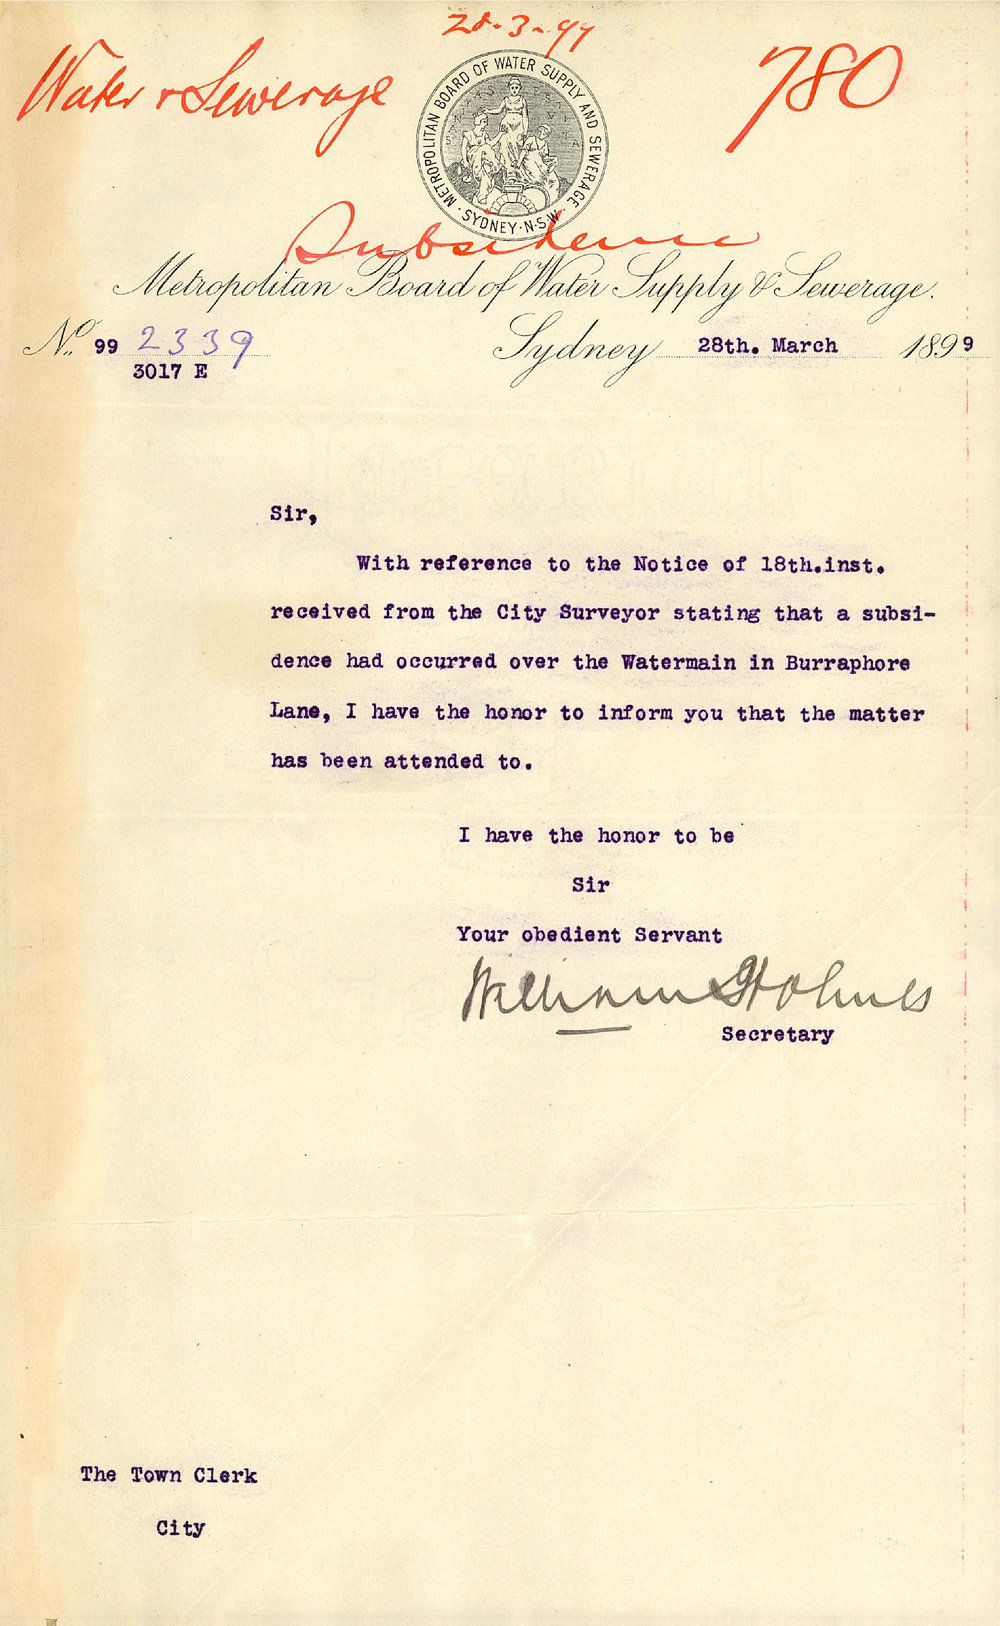 28-3-99
Water & Sewerage
780
METROPOLITAN BOARD OF WATER SUPPLY AND SEWERAGE
· SYDNEY · N·S·W ·
Subsidence
Metropolitan Board of Water Supply & Sewerage.
No. 99 2339
3017 E
Sydney 28th. March 1899
Sir,
With reference to the Notice of 18th.inst.
received from the City Surveyor stating that a subsi-
dence had occurred over the Watermain in Burraphore
Lane, I have the honor to inform you that the matter
has been attended to.
I have the honor to be
Sir
Your obedient Servant
William Holmes
Secretary
The Town Clerk
City